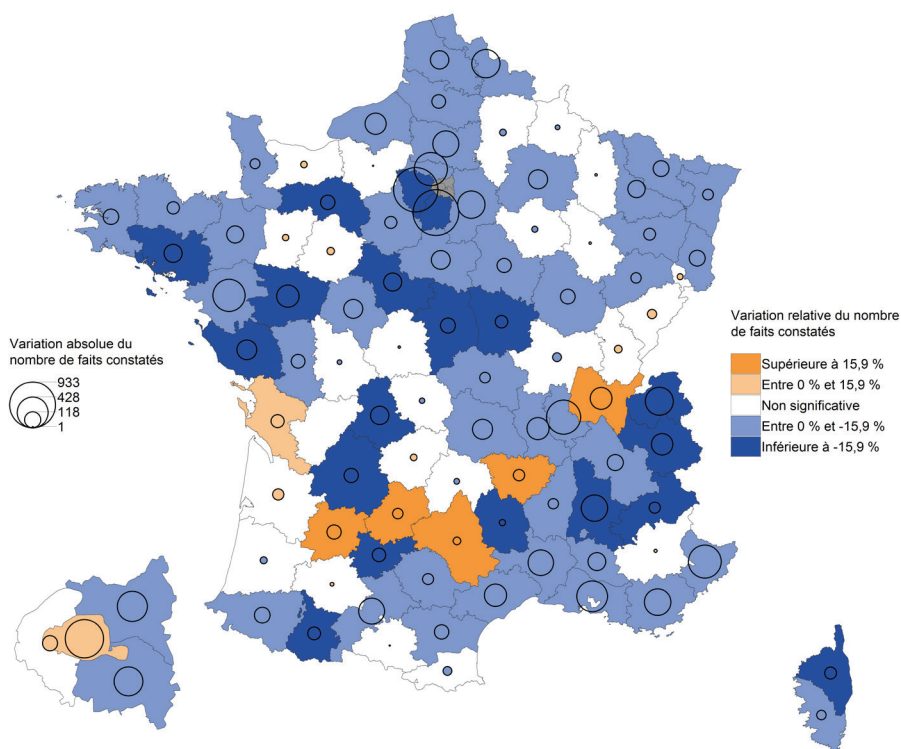 Variation absolue du
nombre de faits constatés
933
428
118
1
Variation relative du nombre
de faits constatés
Supérieure à 15,9 %
Entre 0 % et 15,9 %
Non significative
Entre 0 % et -15,9 %
Inférieure à -15,9 %